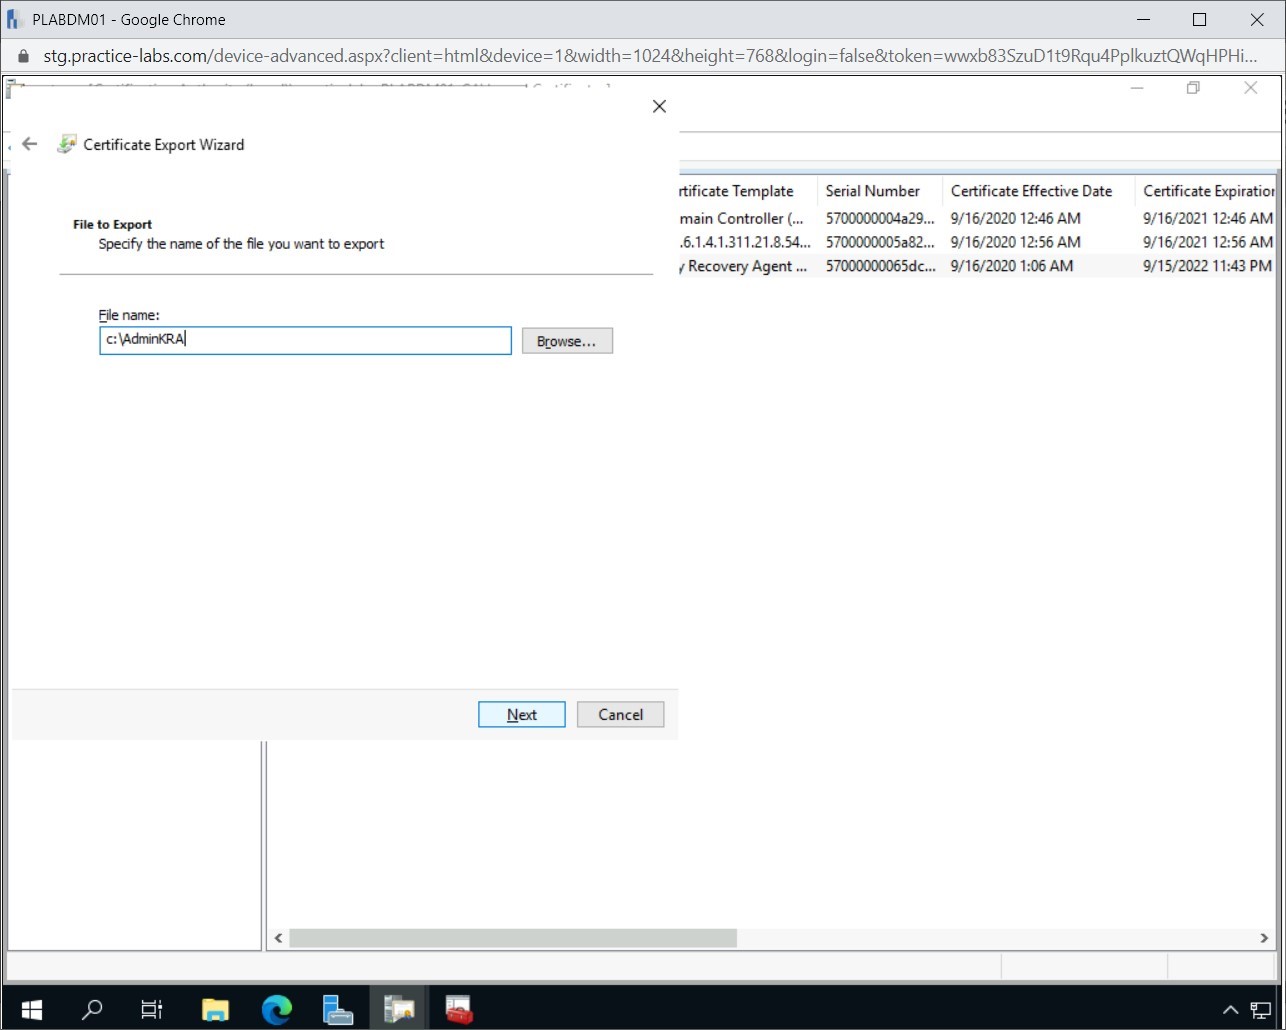 PLABDM01 - Google Chrome
stg.practice-labs.com/device-advanced.aspx?client=html&device=1&width=1024&height=768&login=false&token=wwxb83SzuD1t9Rqu4PplkuztQWqHPHi...
Certificate Export Wizard
File to Export
Specify the name of the file you want to export
File name:
c:\AdminKRA
Browse...
Next
Cancel
rtificate Template Serial Number Certificate Effective Date Certificate Expiration
main Controller (... 5700000004a29... 9/16/2020 12:46 AM 9/16/2021 12:46 AM
.6.1.4.1.311.21.8.54... 5700000005a82... 9/16/2020 12:56 AM 9/16/2021 12:56 AM
y Recovery Agent ... 57000000065dc... 9/16/2020 1:06 AM 9/15/2022 11:43 PM